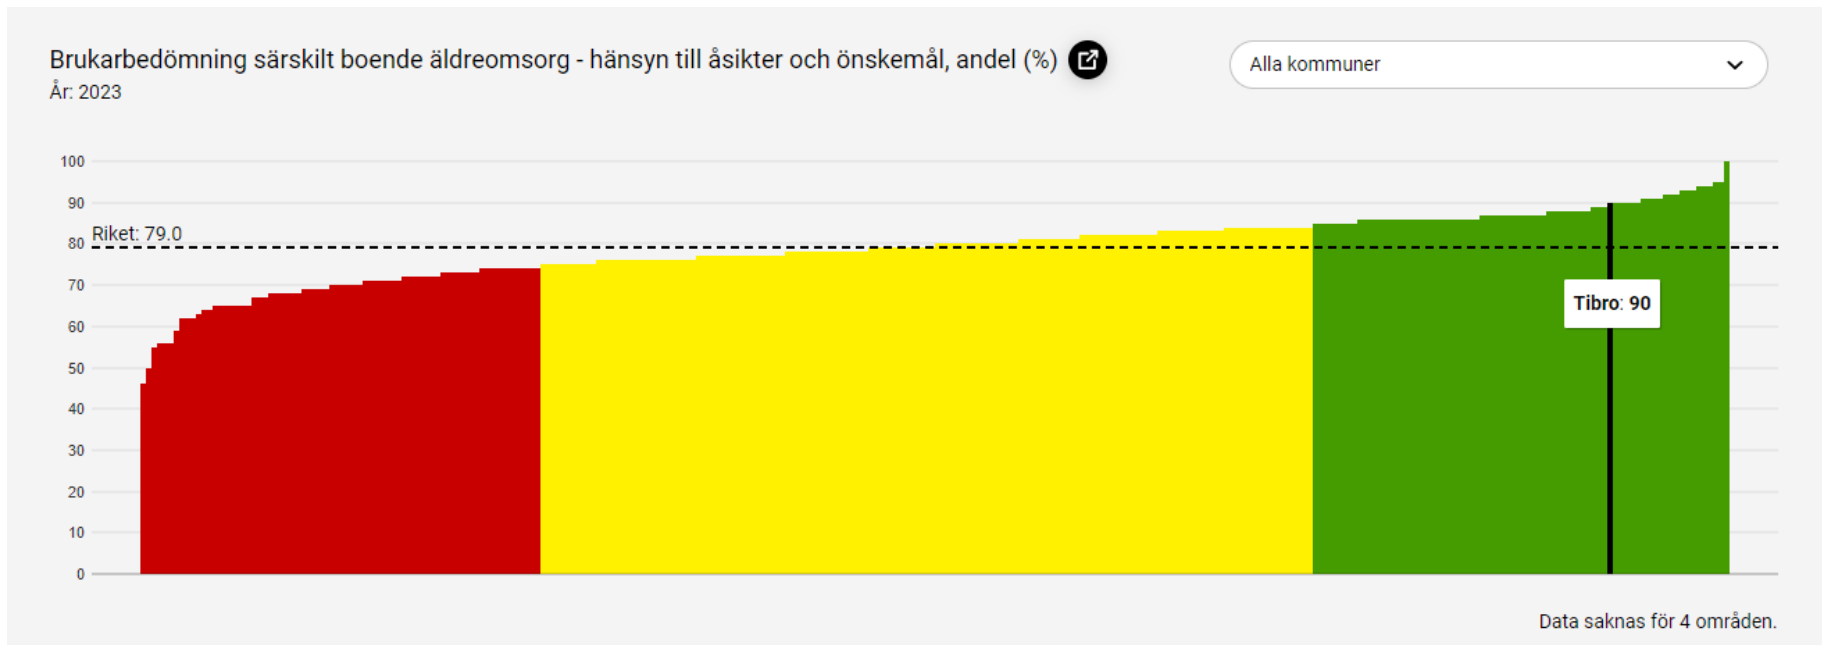 Brukarbedömning särskilt boende äldreomsorg - hänsyn till åsikter och önskemål, andel (%)
År: 2023
Alla kommuner
100
90
Riket: 79.0
80
70
Tibro: 90
60
50
40
30
20
10
0
Data saknas för 4 områden.